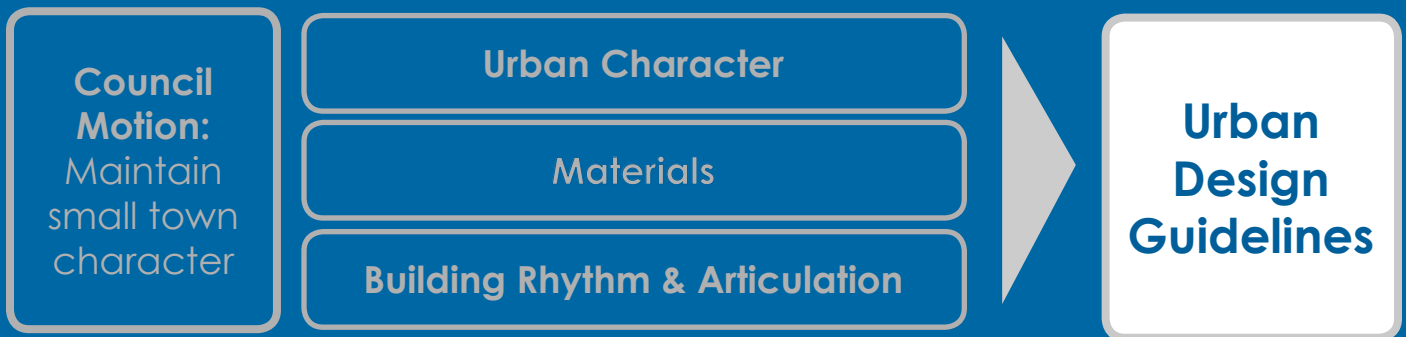 Council
Motion:
Maintain
small town
character
Urban Character
Materials
Building Rhythm & Articulation
Urban
Design
Guidelines